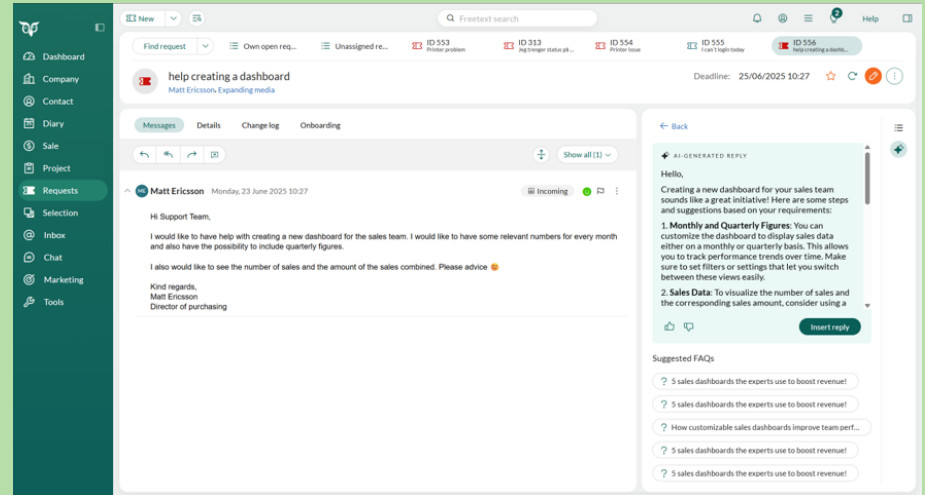 New
Freetext search
2
Help
Find request
Own open req...
Unassigned re...
ID 553
Printer problem
ID 313
Jeg trenger status på ...
ID 554
Printer Issue
ID 555
I can't login today
ID 556
help creating a dashb...
Dashboard
Company
Contact
Diary
Sale
Project
Requests
Selection
Inbox
Chat
Marketing
Tools
help creating a dashboard
Matt Ericsson, Expanding media
Deadline: 25/06/2025 10:27
Messages
Details
Change log
Onboarding
Show all (1)
ME
Matt Ericsson Monday, 23 June 2025 10:27
Incoming
Hi Support Team,
I would like to have help with creating a new dashboard for the sales team. I would like to have some relevant numbers for every month
and also have the possibility to include quarterly figures.
I also would like to see the number of sales and the amount of the sales combined. Please advice 😊
Kind regards,
Matt Ericsson
Director of purchasing
← Back
AI-GENERATED REPLY
Hello,
Creating a new dashboard for your sales team
sounds like a great initiative! Here are some steps
and suggestions based on your requirements:
1. Monthly and Quarterly Figures: You can
customize the dashboard to display sales data
either on a monthly or quarterly basis. This allows
you to track performance trends over time. Make
sure to set filters or settings that let you switch
between these views easily.
2. Sales Data: To visualize the number of sales and
the corresponding sales amount, consider using a
Insert reply
Suggested FAQs
? 5 sales dashboards the experts use to boost revenue!
? 5 sales dashboards the experts use to boost revenue!
? How customizable sales dashboards improve team perf...
? 5 sales dashboards the experts use to boost revenue!
? 5 sales dashboards the experts use to boost revenue!